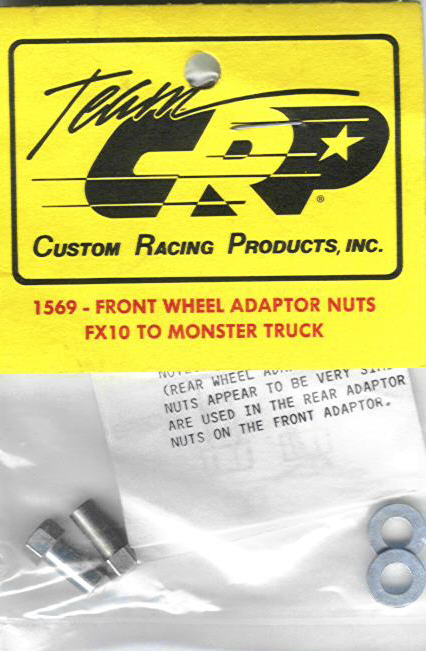 Team
CRP®
CUSTOM RACING PRODUCTS, INC.
1569 - FRONT WHEEL ADAPTOR NUTS
FX10 TO MONSTER TRUCK
(REAR WHEEL
NUTS APPEAR TO BE VERY
ARE USED IN THE REAR ADAPTOR
NUTS ON THE FRONT ADAPTOR.